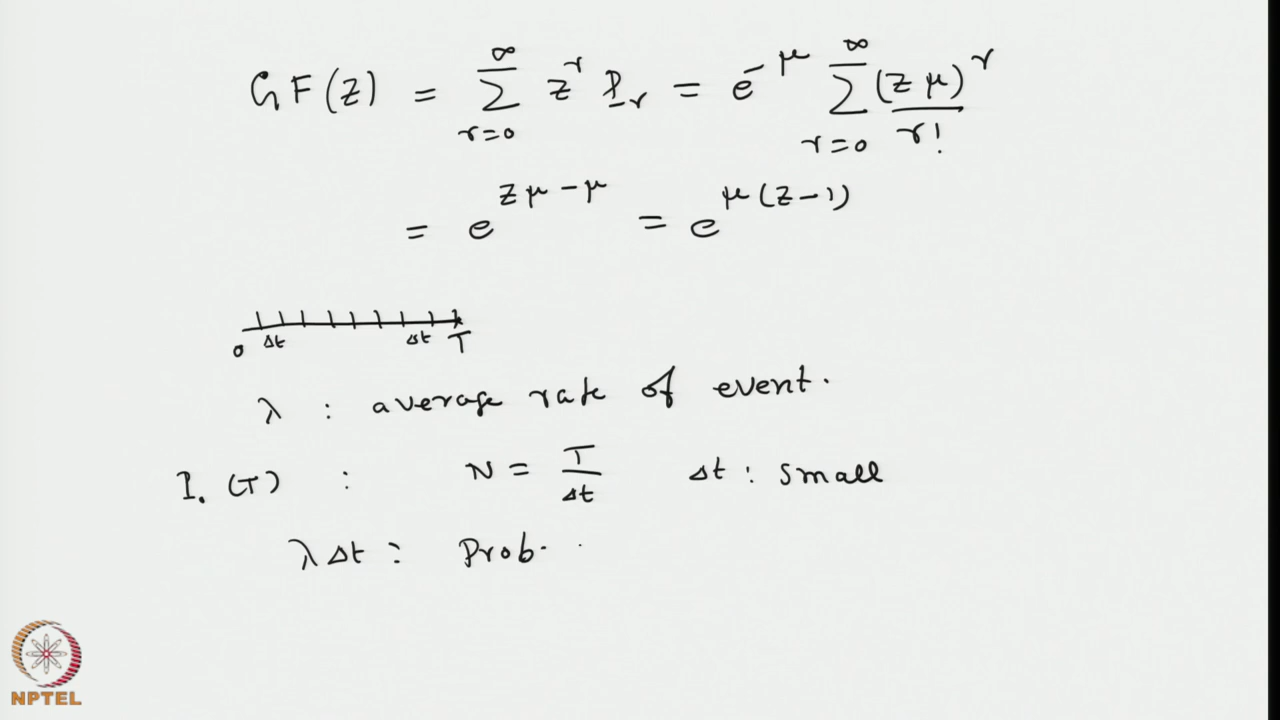 GF(Z) = ∞ Σ r=0 z^r P_r = e^-μ ∞ Σ r=0 (zμ)^r / r!
= e^zμ-μ = e^μ(z-1)
0 Δt Δt T
λ : average rate of event.
P. (T) : N = T / Δt Δt : small
λΔt : Prob.
NPTEL